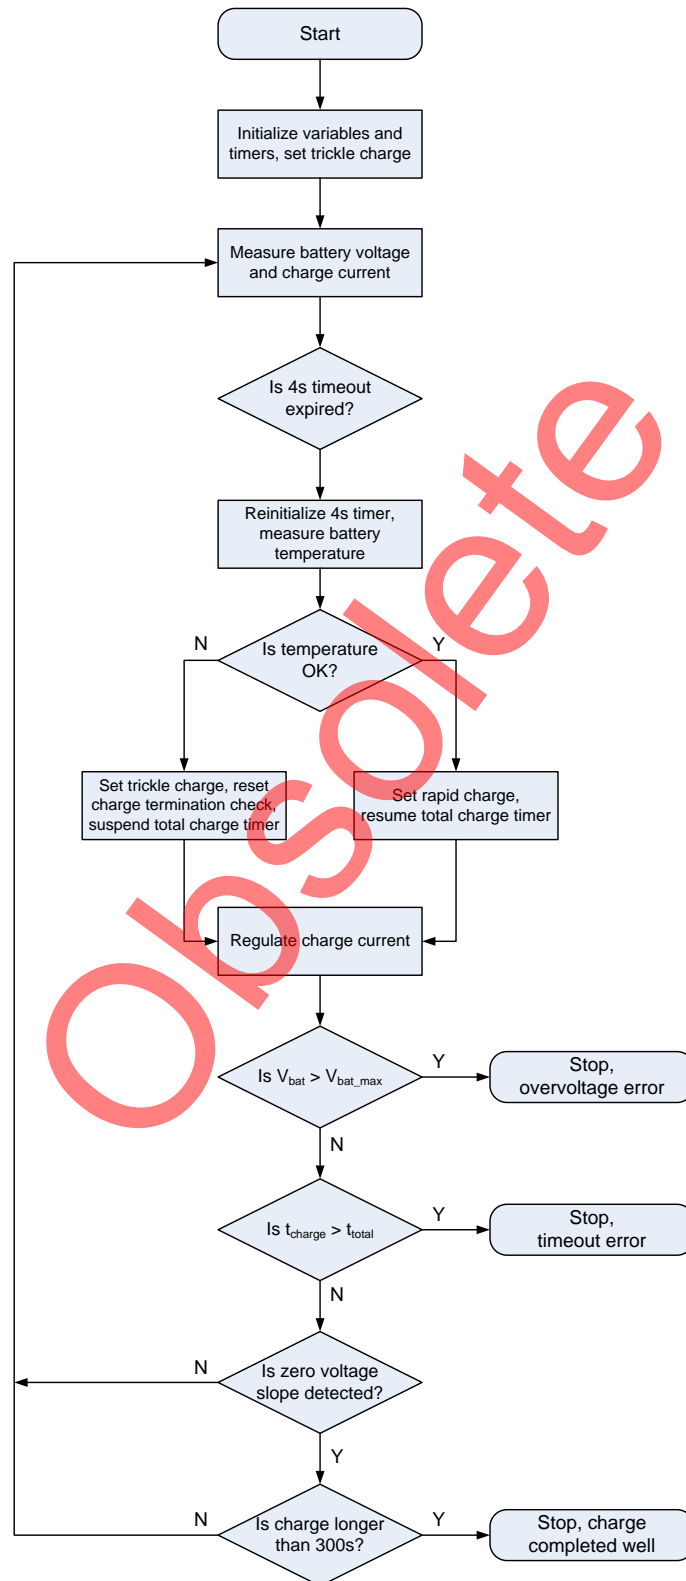 Start
Initialize variables and
timers, set trickle charge
Measure battery voltage
and charge current
Is 4s timeout
expired?
Reinitialize 4s timer,
measure battery
temperature
N
Is temperature
OK?
Y
Set trickle charge, reset
charge termination check,
suspend total charge timer
Set rapid charge,
resume total charge timer
Regulate charge current
Is Vbat > Vbat_max
Y
Stop,
overvoltage error
N
Is tcharge > ttotal
Y
Stop,
timeout error
N
N
Is zero voltage
slope detected?
Y
N
Is charge longer
than 300s?
Y
Stop, charge
completed well
Obsolete